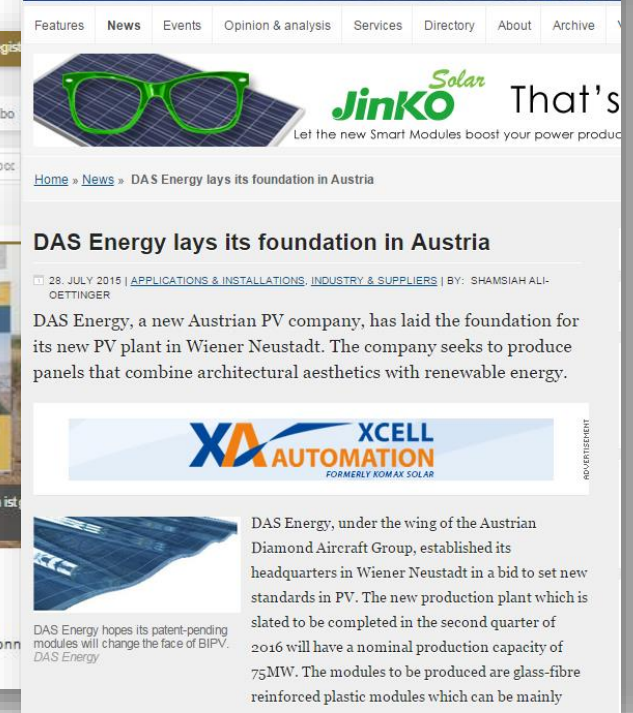 Features News Events Opinion & analysis Services Directory About Archive
Jinko Solar That's
Let the new Smart Modules boost your power produc
Home » News » DAS Energy lays its foundation in Austria
DAS Energy lays its foundation in Austria
28. JULY 2015 | APPLICATIONS & INSTALLATIONS, INDUSTRY & SUPPLIERS | BY: SHAMSIAH ALI-
OETTINGER
DAS Energy, a new Austrian PV company, has laid the foundation for
its new PV plant in Wiener Neustadt. The company seeks to produce
panels that combine architectural aesthetics with renewable energy.
XA XCELL
AUTOMATION
FORMERLY KOMAX SOLAR
ADVERTISEMENT
DAS Energy, under the wing of the Austrian
Diamond Aircraft Group, established its
headquarters in Wiener Neustadt in a bid to set new
standards in PV. The new production plant which is
slated to be completed in the second quarter of
2016 will have a nominal production capacity of
75MW. The modules to be produced are glass-fibre
reinforced plastic modules which can be mainly
DAS Energy hopes its patent-pending
modules will change the face of BIPV.
DAS Energy